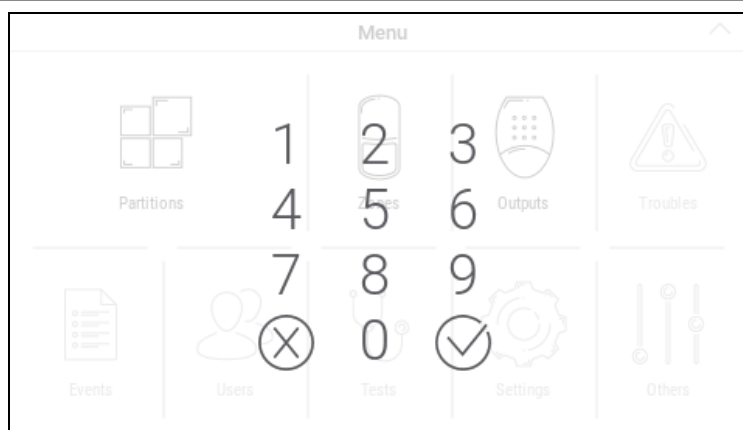 Menu
1 2 3
Partitions Zones Outputs Troubles
4 5 6
7 8 9
0
Events Users Tests Settings Others